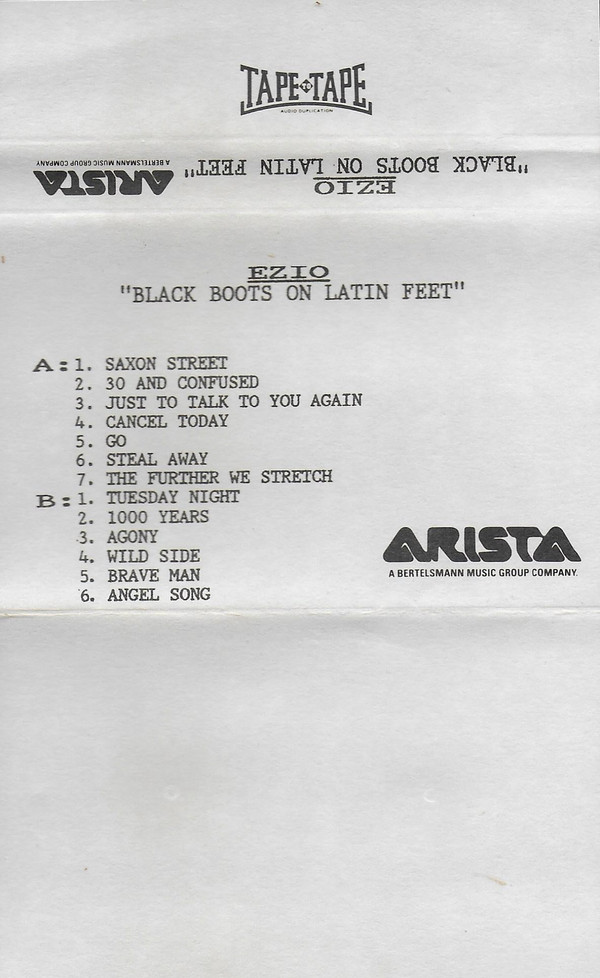 TAPE TO TAPE
AUDIO DUPLICATION
EZIO
"BLACK BOOTS ON LATIN FEET"
ARISTA
A BERTELSMANN MUSIC GROUP COMPANY
EZIO
"BLACK BOOTS ON LATIN FEET"
A: 1. SAXON STREET
2. 30 AND CONFUSED
3. JUST TO TALK TO YOU AGAIN
4. CANCEL TODAY
5. GO
6. STEAL AWAY
7. THE FURTHER WE STRETCH
B: 1. TUESDAY NIGHT
2. 1000 YEARS
3. AGONY
4. WILD SIDE
5. BRAVE MAN
6. ANGEL SONG
ARISTA
A BERTELSMANN MUSIC GROUP COMPANY.